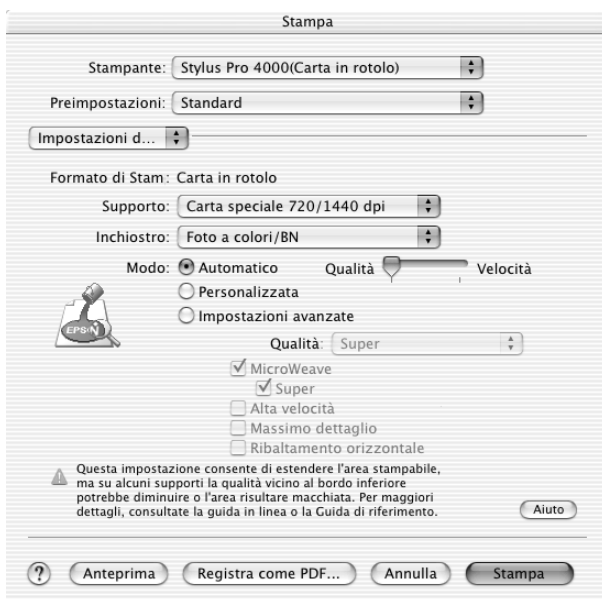 Stampa
Stampante: Stylus Pro 4000(Carta in rotolo)
Preimpostazioni: Standard
Impostazioni d...
Formato di Stam: Carta in rotolo
Supporto: Carta speciale 720/1440 dpi
Inchiostro: Foto a colori/BN
Modo: Automatico Qualità Velocità
Personalizzata
Impostazioni avanzate
EPSON
Qualità: Super
MicroWeave
Super
Alta velocità
Massimo dettaglio
Ribaltamento orizzontale
Questa impostazione consente di estendere l'area stampabile,
ma su alcuni supporti la qualità vicino al bordo inferiore
potrebbe diminuire o l'area risultare macchiata. Per maggiori
dettagli, consultate la guida in linea o la Guida di riferimento.
Aiuto
? Anteprima Registra come PDF... Annulla Stampa